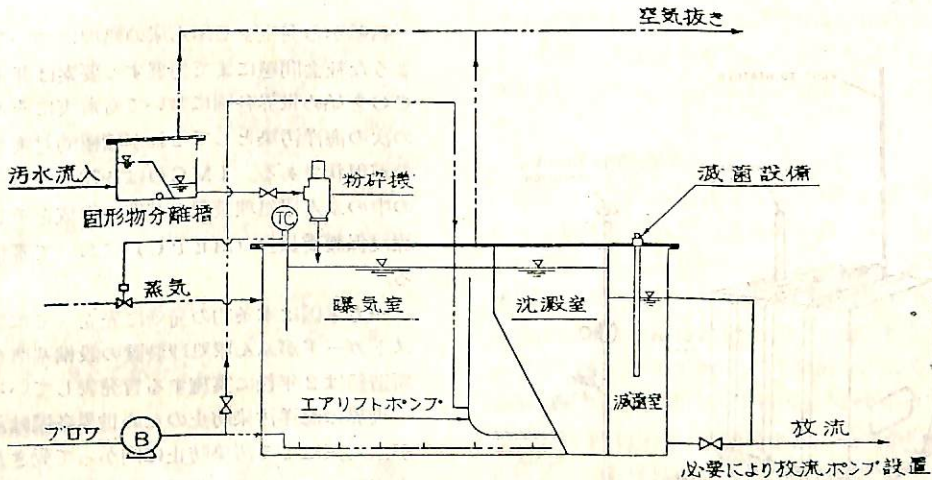 空気抜き
汚水流入
固形物分離槽
粉砕機
TC
滅菌設備
蒸気
曝気室
沈澱室
エアリフトポンプ
滅菌室
ブロワ
B
放流
必要により放流ポンプ設置